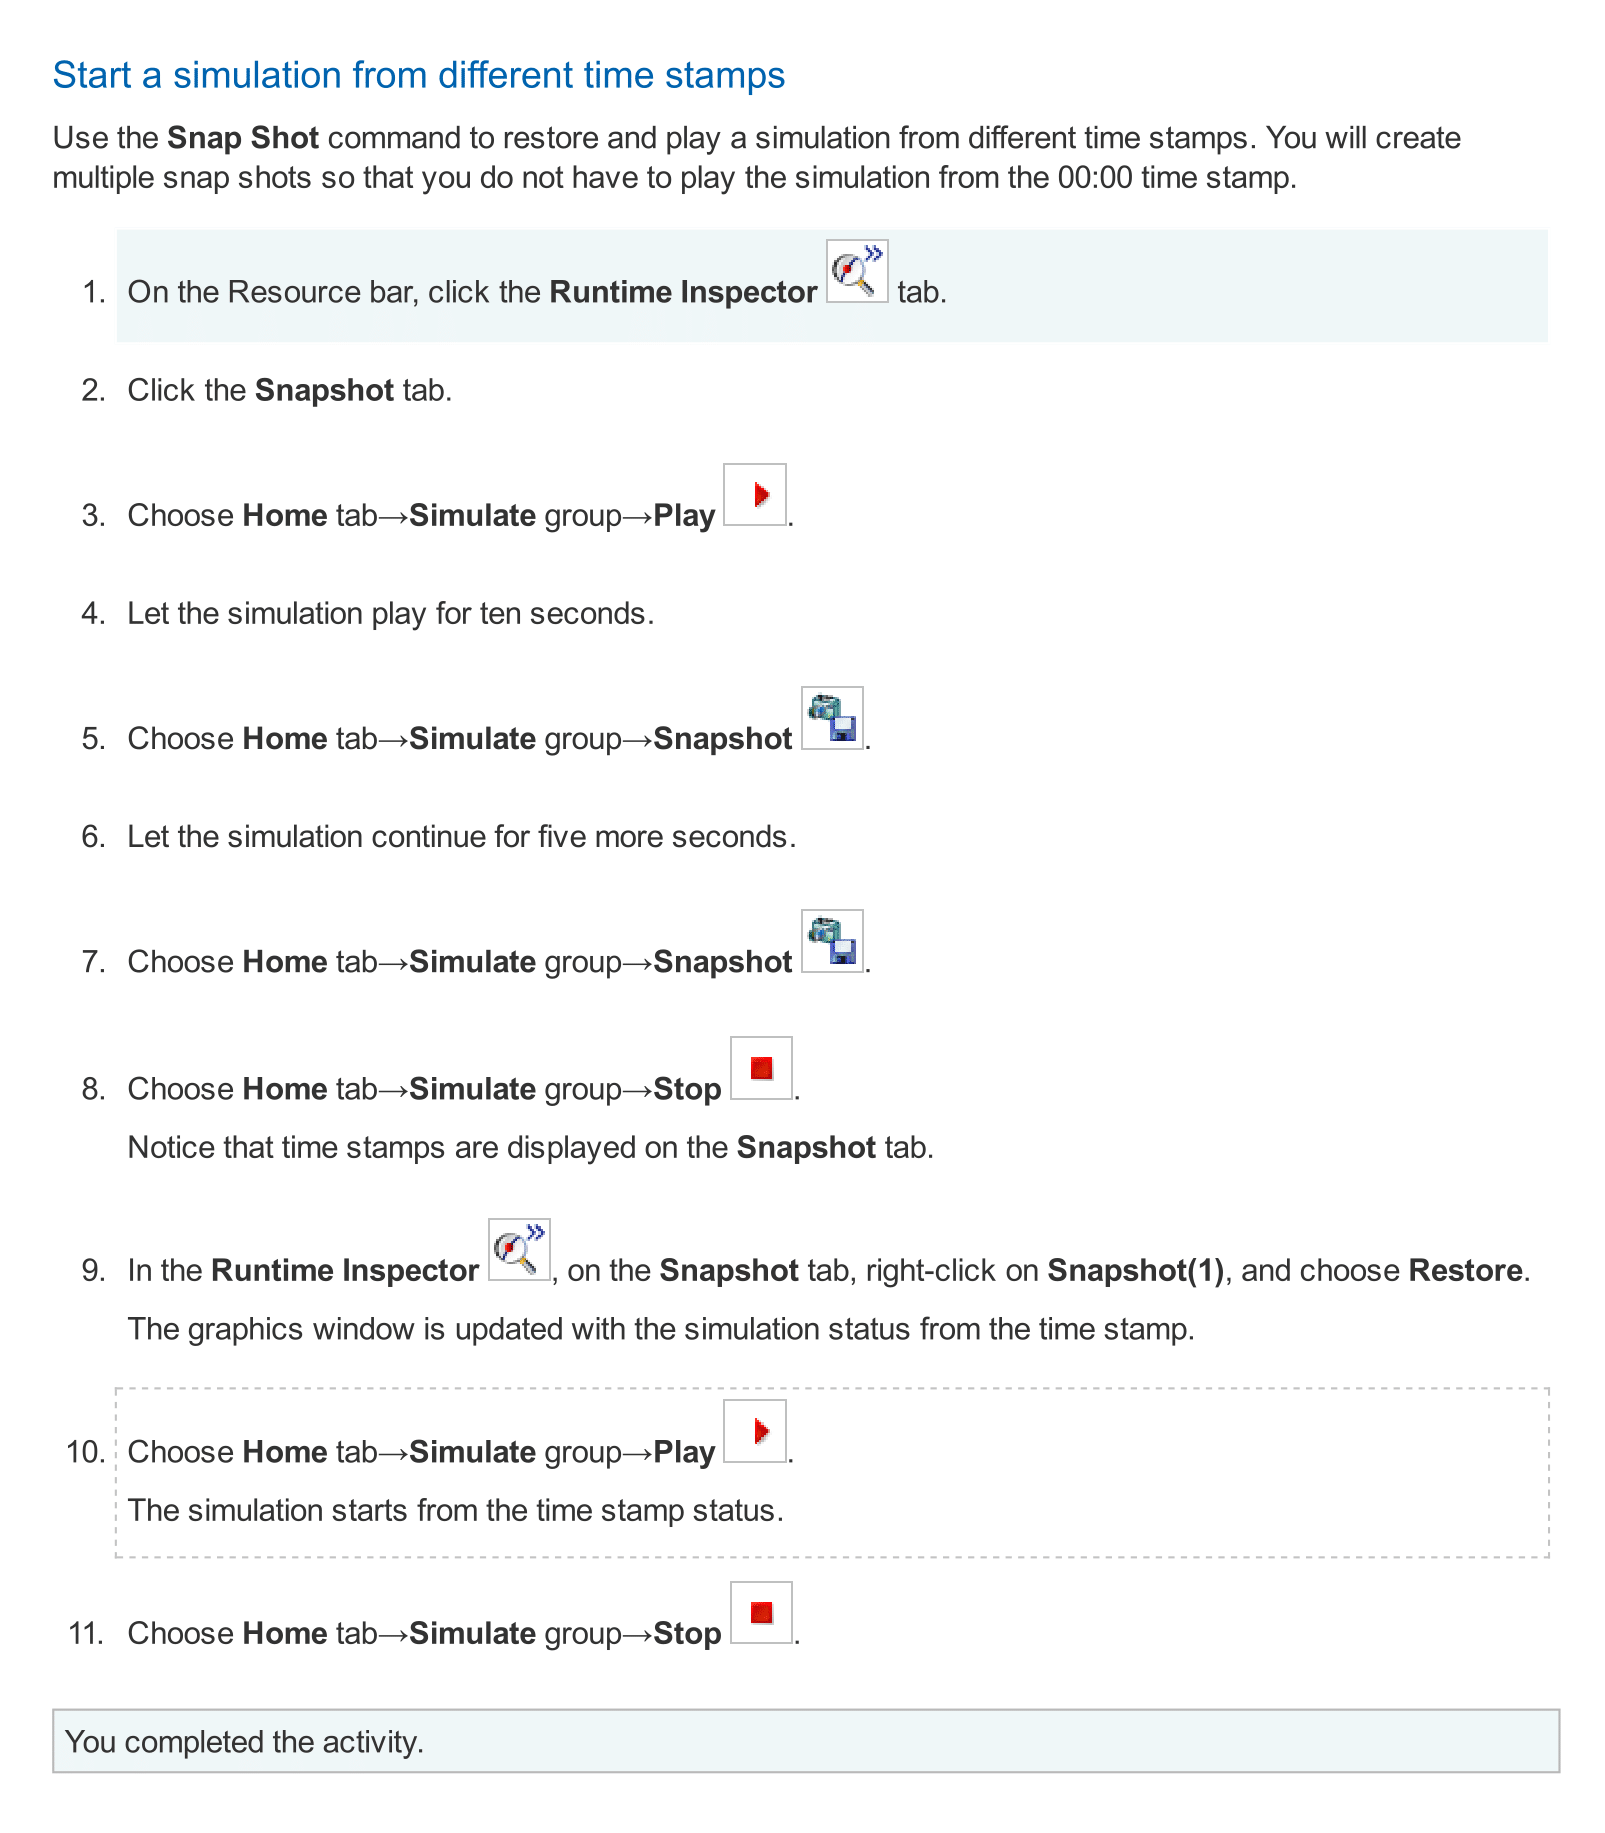 Start a simulation from different time stamps
Use the Snap Shot command to restore and play a simulation from different time stamps. You will create
multiple snap shots so that you do not have to play the simulation from the 00:00 time stamp.
1. On the Resource bar, click the Runtime Inspector tab.
2. Click the Snapshot tab.
3. Choose Home tab→Simulate group→Play .
4. Let the simulation play for ten seconds.
5. Choose Home tab→Simulate group→Snapshot .
6. Let the simulation continue for five more seconds.
7. Choose Home tab→Simulate group→Snapshot .
8. Choose Home tab→Simulate group→Stop .
Notice that time stamps are displayed on the Snapshot tab.
9. In the Runtime Inspector , on the Snapshot tab, right-click on Snapshot(1), and choose Restore.
The graphics window is updated with the simulation status from the time stamp.
10. Choose Home tab→Simulate group→Play .
The simulation starts from the time stamp status.
11. Choose Home tab→Simulate group→Stop .
You completed the activity.